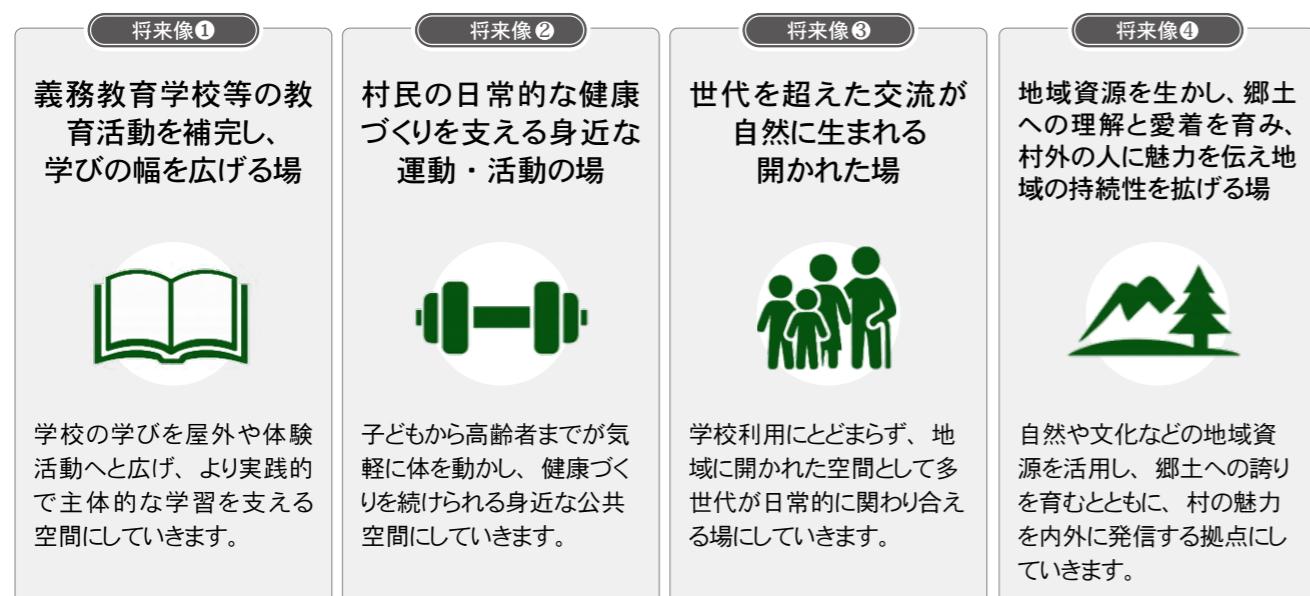 将来像❶
義務教育学校等の教
育活動を補完し、
学びの幅を広げる場
学校の学びを屋外や体験
活動へと広げ、より実践的
で主体的な学習を支える
空間にしていきます。
将来像❷
村民の日常的な健康
づくりを支える身近な
運動・活動の場
子どもから高齢者までが気
軽に体を動かし、健康づく
りを続けられる身近な公共
空間にしていきます。
将来像❸
世代を超えた交流が
自然に生まれる
開かれた場
学校利用にとどまらず、地
域に開かれた空間として多
世代が日常的に関わり合え
る場にしていきます。
将来像❹
地域資源を生かし、郷土
への理解と愛着を育み、
村外の人に魅力を伝え地
域の持続性を拡げる場
自然や文化などの地域資
源を活用し、郷土への誇り
を育むとともに、村の魅力
を内外に発信する拠点にし
ていきます。